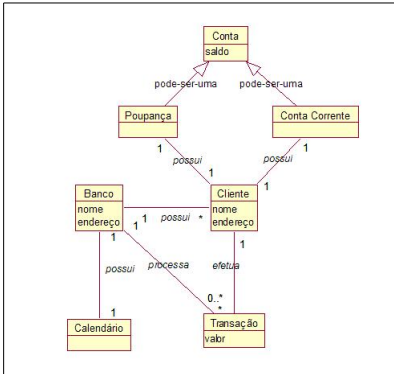 Conta
saldo
pode-ser-uma
pode-ser-uma
Poupança
Conta Corrente
1
1
possui
possui
1
1
Banco
Cliente
nome
endereço
nome
endereço
1
possui
*
1
1
1
possui
processa
efetua
0..*
1
*
Calendário
Transação
valor